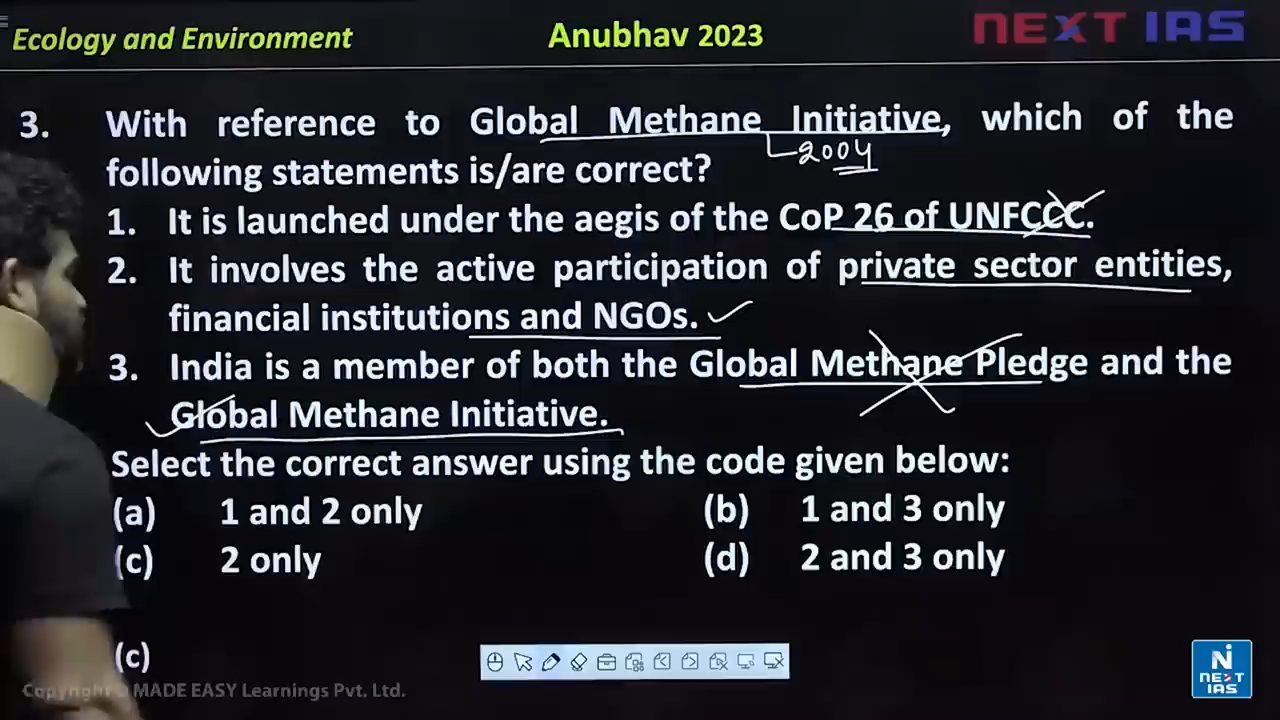 Ecology and Environment Anubhav 2023 NEXT IAS
3. With reference to Global Methane Initiative, which of the
2004
following statements is/are correct?
1. It is launched under the aegis of the CoP 26 of UNFCCC.
2. It involves the active participation of private sector entities,
financial institutions and NGOs.
3. India is a member of both the Global Methane Pledge and the
Global Methane Initiative.
Select the correct answer using the code given below:
(a) 1 and 2 only (b) 1 and 3 only
(c) 2 only (d) 2 and 3 only
(c)
Copyright © MADE EASY Learnings Pvt. Ltd.
N
NEXT
IAS